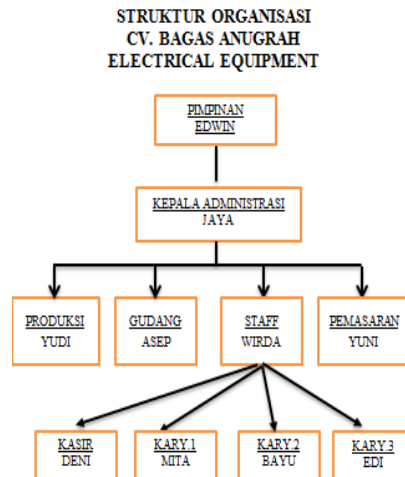 STRUKTUR ORGANISASI
CV. BAGAS ANUGRAH
ELECTRICAL EQUIPMENT
PIMPINAN
EDWIN
KEPALA ADMINISTRASI
JAYA
PRODUKSI
YUDI
GUDANG
ASEP
STAFF
WIRDA
PEMASARAN
YUNI
KASIR
DENI
KARY.1
MITA
KARY.2
BAYU
KARY.3
EDI